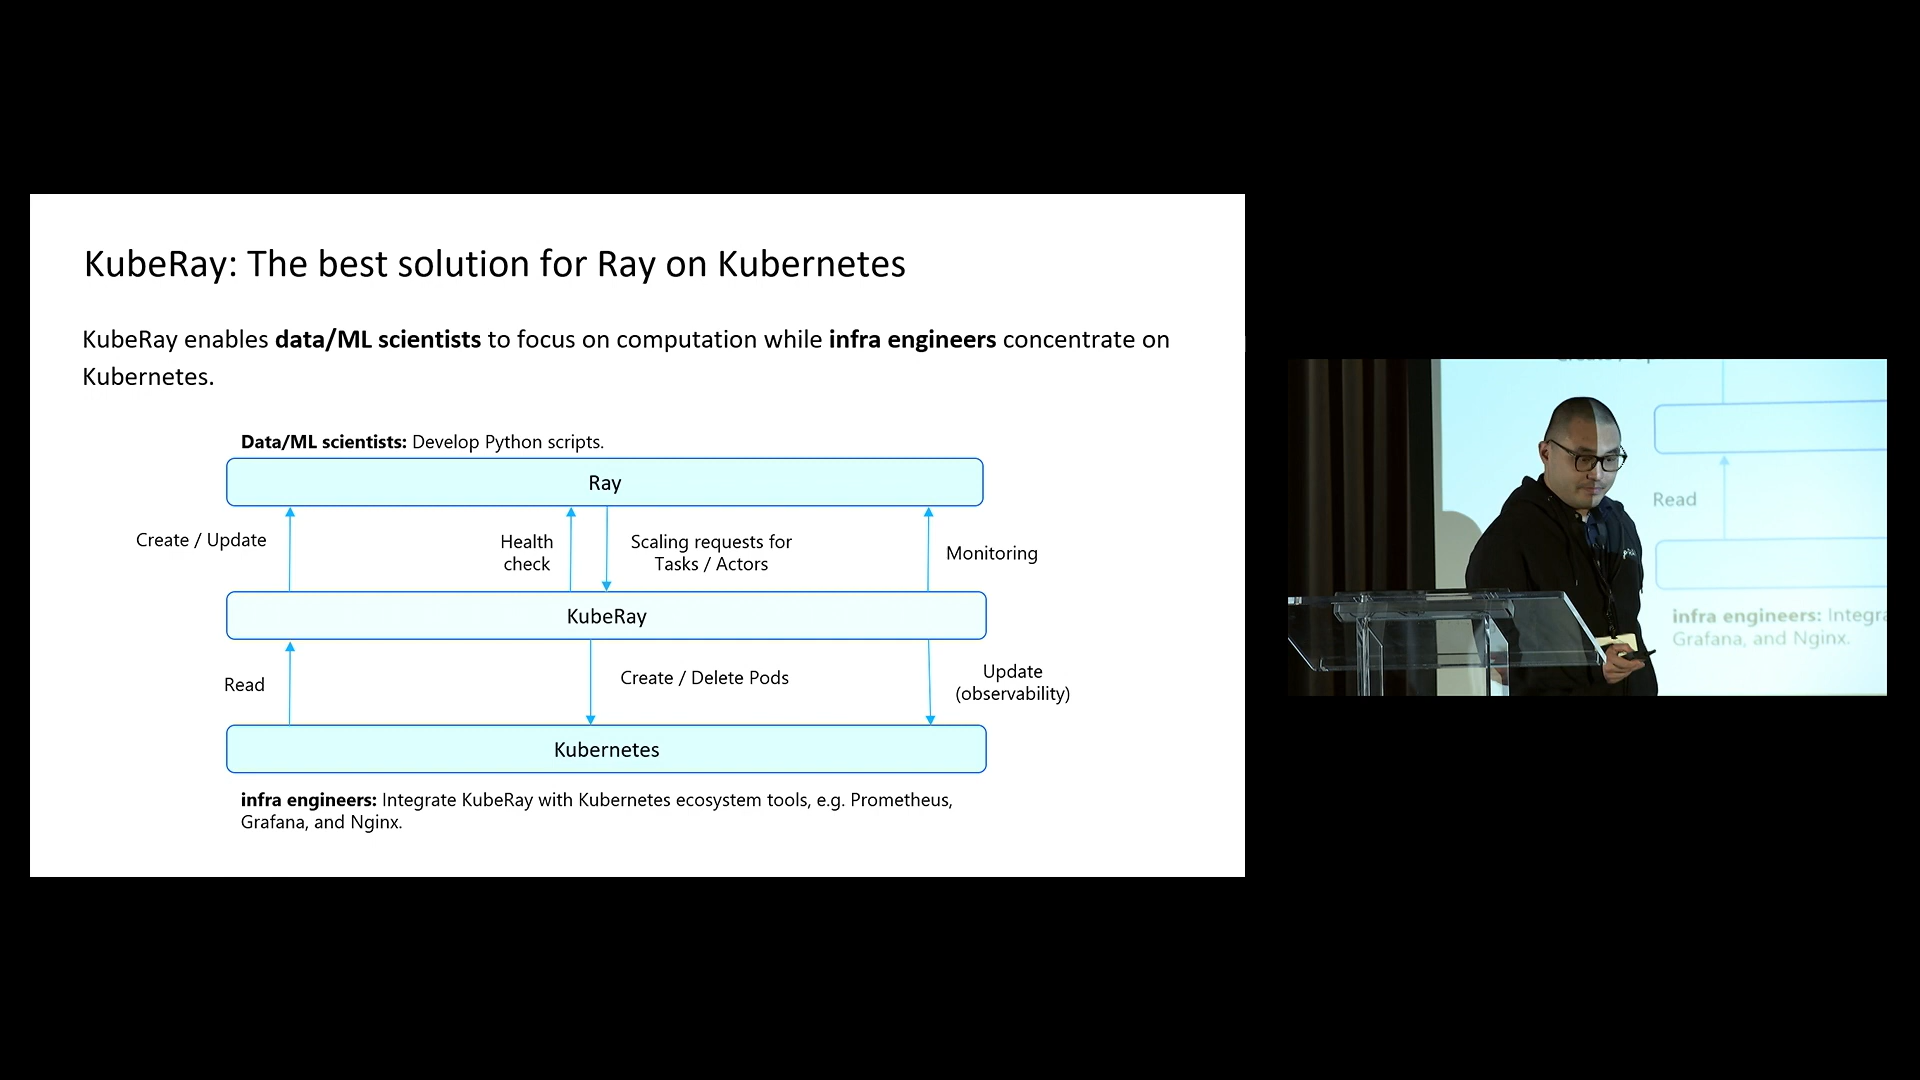 KubeRay: The best solution for Ray on Kubernetes
KubeRay enables data/ML scientists to focus on computation while infra engineers concentrate on
Kubernetes.
Data/ML scientists: Develop Python scripts.
Ray
Create / Update
Health
check
Scaling requests for
Tasks / Actors
Monitoring
KubeRay
Read
Create / Delete Pods
Update
(observability)
Kubernetes
infra engineers: Integrate KubeRay with Kubernetes ecosystem tools, e.g. Prometheus,
Grafana, and Nginx.
Read
infra engineers: Integra
Grafana, and Nginx.